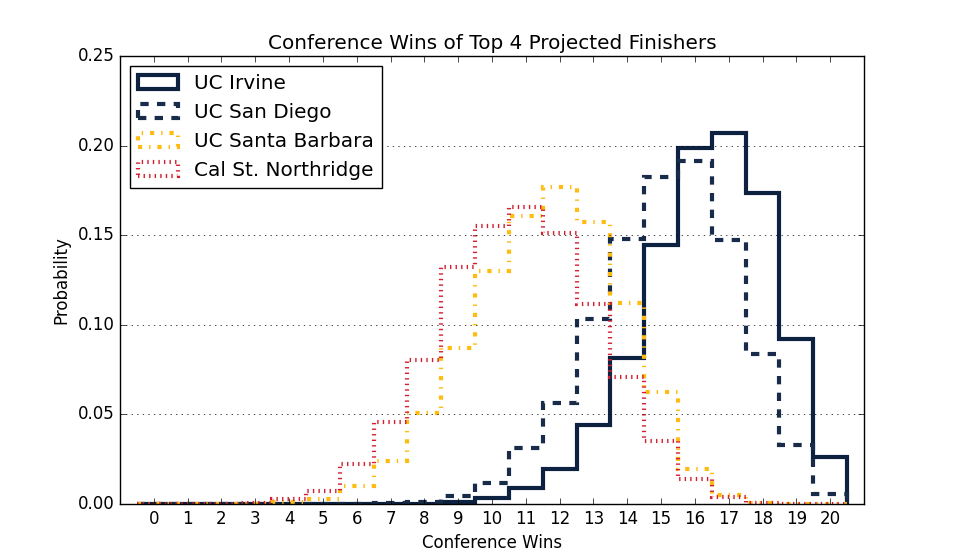 Conference Wins of Top 4 Projected Finishers
0.25
0.20
0.15
0.10
0.05
0.00
Probability
UC Irvine
UC San Diego
UC Santa Barbara
Cal St. Northridge
0 1 2 3 4 5 6 7 8 9 10 11 12 13 14 15 16 17 18 19 20
Conference Wins